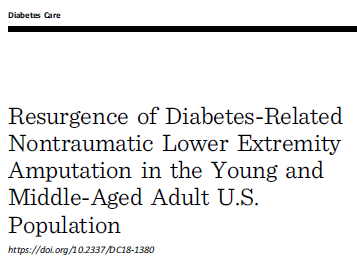 Diabetes Care
Resurgence of Diabetes-Related
Nontraumatic Lower Extremity
Amputation in the Young and
Middle-Aged Adult U.S.
Population
https://doi.org/10.2337/DC18-1380